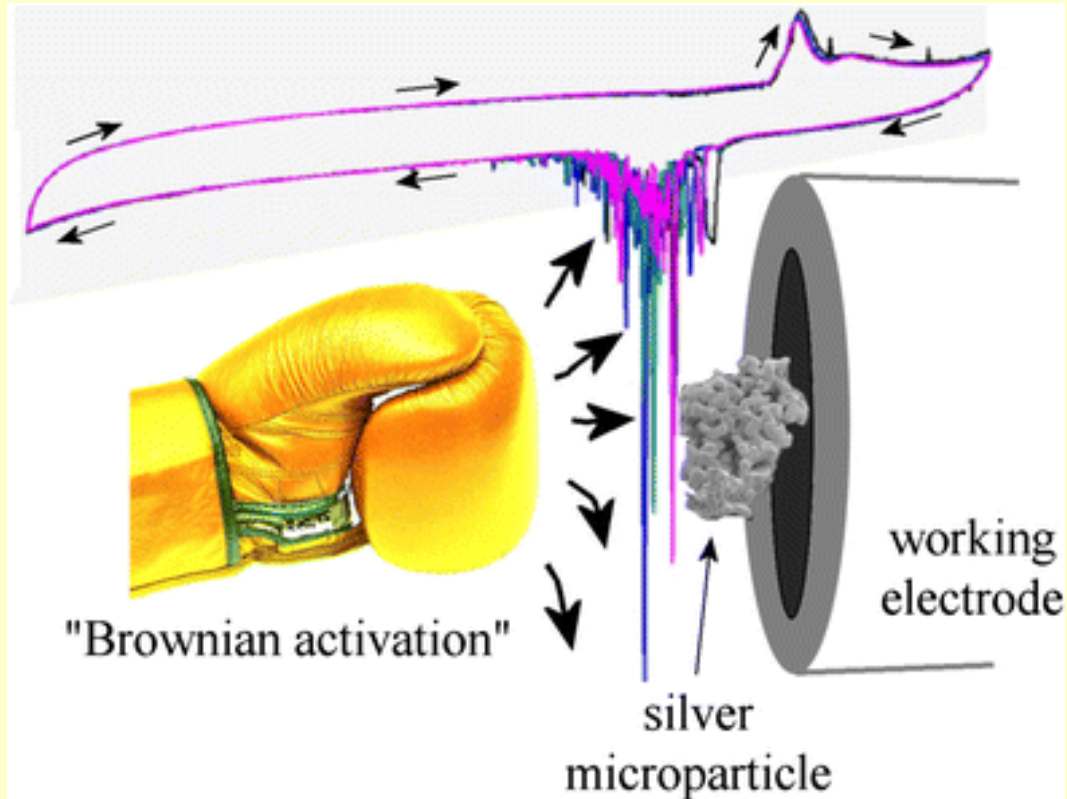 "Brownian activation"
working
electrode
silver
microparticle